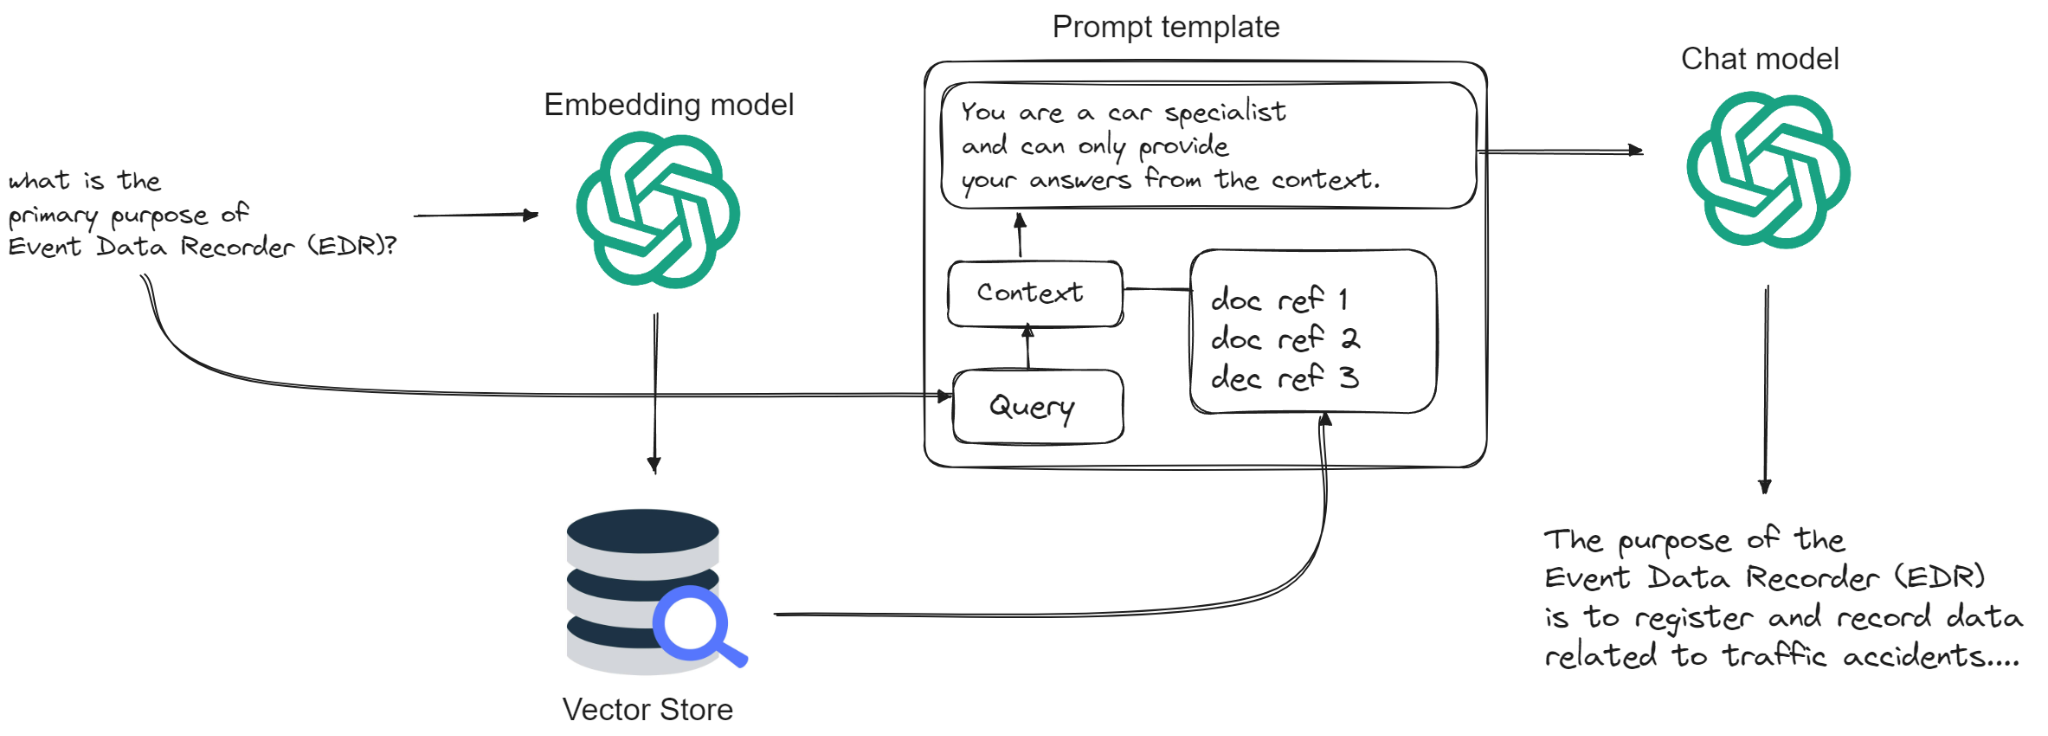 what is the
primary purpose of
Event Data Recorder (EDR)?
Embedding model
Vector Store
Prompt template
You are a car specialist
and can only provide
your answers from the context.
Context
Query
doc ref 1
doc ref 2
dec ref 3
Chat model
The purpose of the
Event Data Recorder (EDR)
is to register and record data
related to traffic accidents....